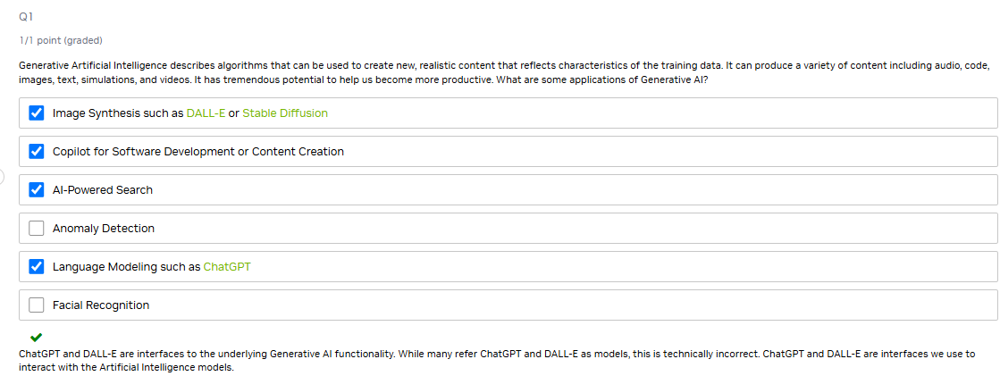 Q1
1/1 point (graded)
Generative Artificial Intelligence describes algorithms that can be used to create new, realistic content that reflects characteristics of the training data. It can produce a variety of content including audio, code,
images, text, simulations, and videos. It has tremendous potential to help us become more productive. What are some applications of Generative AI?
Image Synthesis such as DALL-E or Stable Diffusion
Copilot for Software Development or Content Creation
AI-Powered Search
Anomaly Detection
Language Modeling such as ChatGPT
Facial Recognition
ChatGPT and DALL-E are interfaces to the underlying Generative AI functionality. While many refer ChatGPT and DALL-E as models, this is technically incorrect. ChatGPT and DALL-E are interfaces we use to
interact with the Artificial Intelligence models.